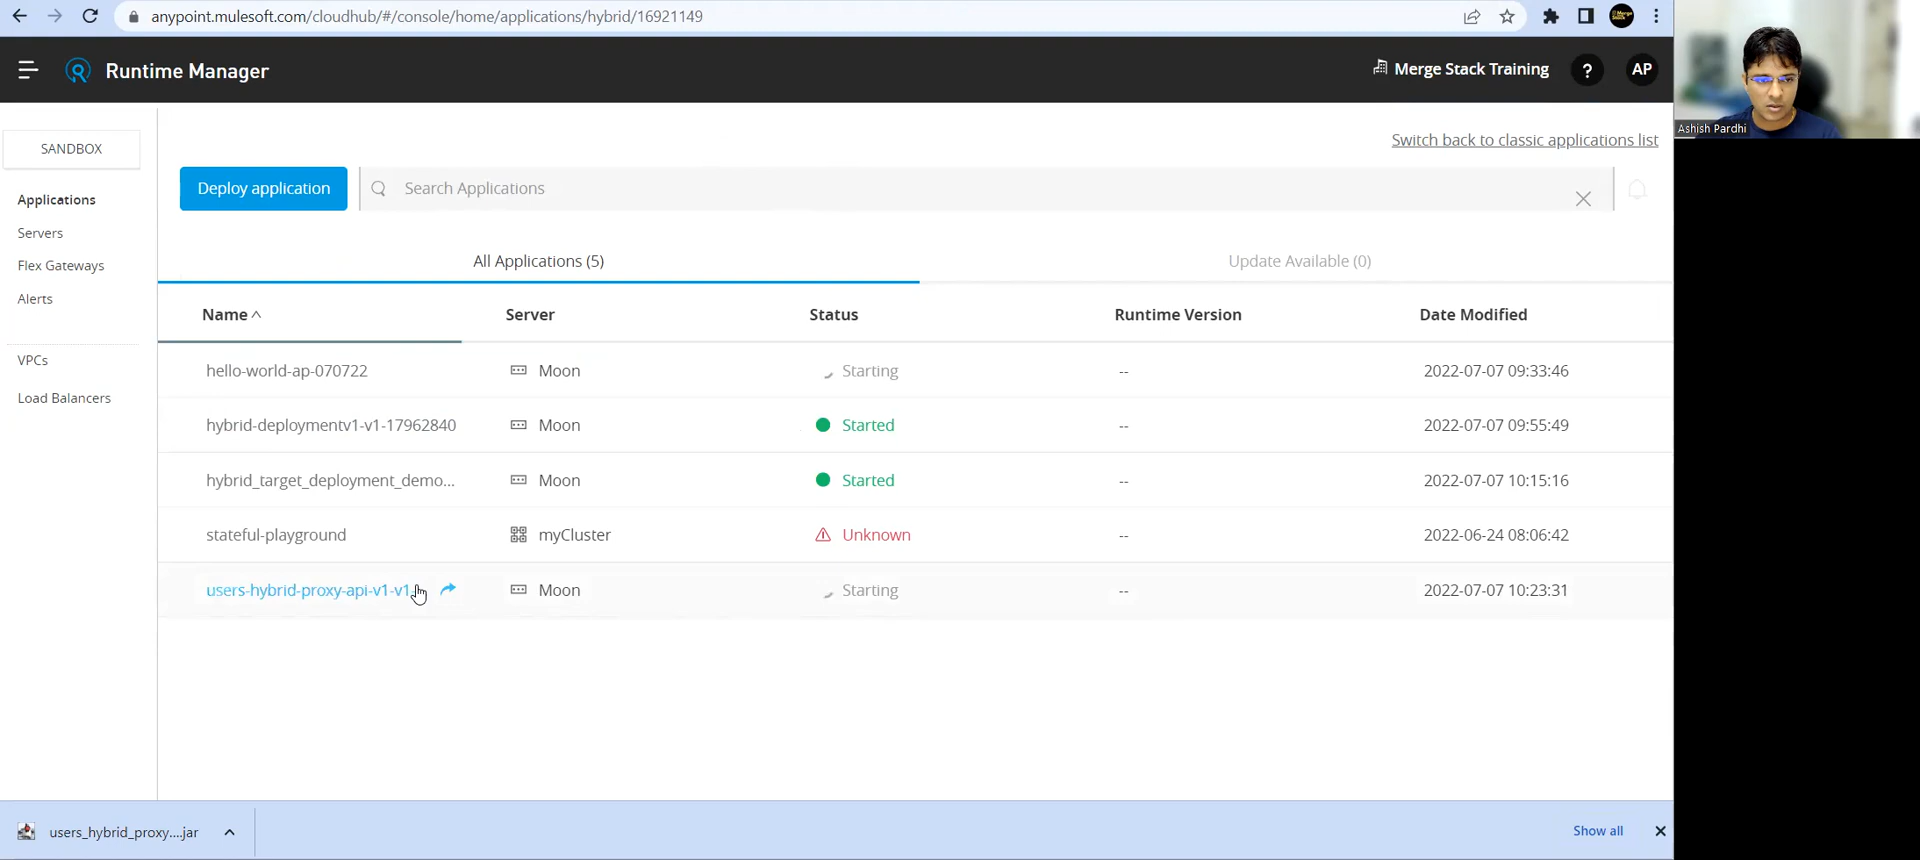 anypoint.mulesoft.com/cloudhub/#/console/home/applications/hybrid/16921149
Runtime Manager
Merge Stack Training
?
AP
Ashish Pardhi
SANDBOX
Applications
Servers
Flex Gateways
Alerts
VPCs
Load Balancers
Switch back to classic applications list
Deploy application
Search Applications
All Applications (5)
Update Available (0)
Name
Server
Status
Runtime Version
Date Modified
hello-world-ap-070722
Moon
Starting
--
2022-07-07 09:33:46
hybrid-deploymentv1-v1-17962840
Moon
Started
--
2022-07-07 09:55:49
hybrid_target_deployment_demo...
Moon
Started
--
2022-07-07 10:15:16
stateful-playground
myCluster
Unknown
--
2022-06-24 08:06:42
users-hybrid-proxy-api-v1-v1-
Moon
Starting
--
2022-07-07 10:23:31
users_hybrid_proxy....jar
Show all